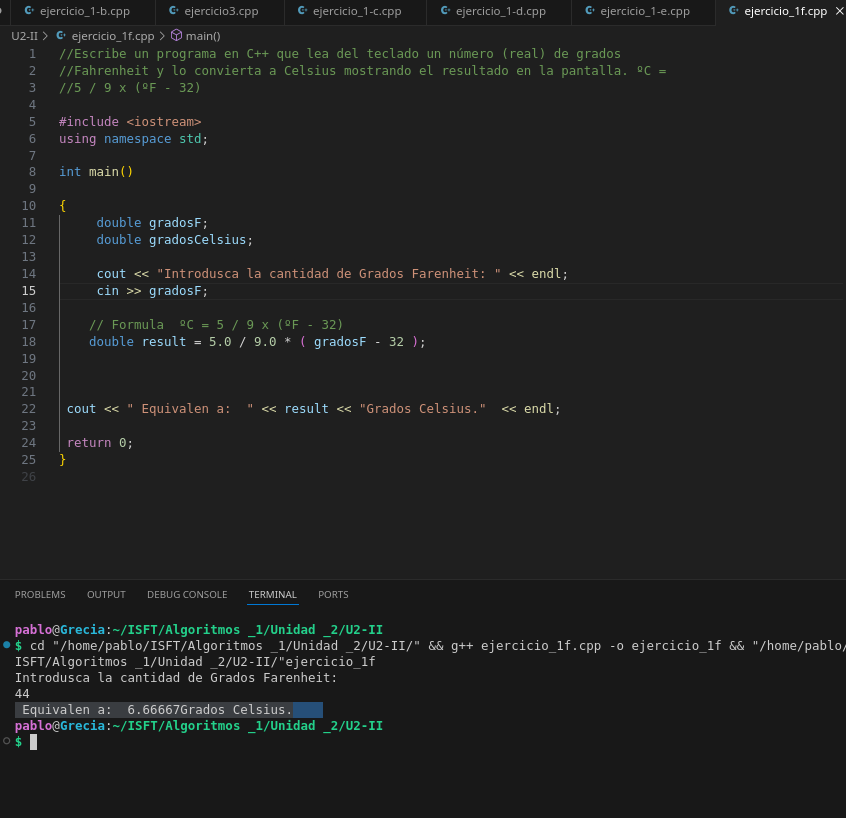 ejercicio_1-b.cpp ejercicio3.cpp ejercicio_1-c.cpp ejercicio_1-d.cpp ejercicio_1-e.cpp ejercicio_1f.cpp
U2-II > ejercicio_1f.cpp > main()
1 //Escribe un programa en C++ que lea del teclado un número (real) de grados
2 //Fahrenheit y lo convierta a Celsius mostrando el resultado en la pantalla. ºC =
3 //5 / 9 x (ºF - 32)
4
5 #include <iostream>
6 using namespace std;
7
8 int main()
9
10 {
11 double gradosF;
12 double gradosCelsius;
13
14 cout << "Introdusca la cantidad de Grados Farenheit: " << endl;
15 cin >> gradosF;
16
17 // Formula  ºC = 5 / 9 x (ºF - 32)
18 double result = 5.0 / 9.0 * ( gradosF - 32 );
19
20
21
22 cout << " Equivalen a:  " << result << "Grados Celsius."  << endl;
23
24 return 0;
25 }
26
PROBLEMS OUTPUT DEBUG CONSOLE TERMINAL PORTS
pablo@Grecia:~/ISFT/Algoritmos _1/Unidad _2/U2-II
$ cd "/home/pablo/ISFT/Algoritmos _1/Unidad _2/U2-II/" && g++ ejercicio_1f.cpp -o ejercicio_1f && "/home/pablo/
ISFT/Algoritmos _1/Unidad _2/U2-II/"ejercicio_1f
Introdusca la cantidad de Grados Farenheit:
44
Equivalen a:  6.66667Grados Celsius.
pablo@Grecia:~/ISFT/Algoritmos _1/Unidad _2/U2-II
$